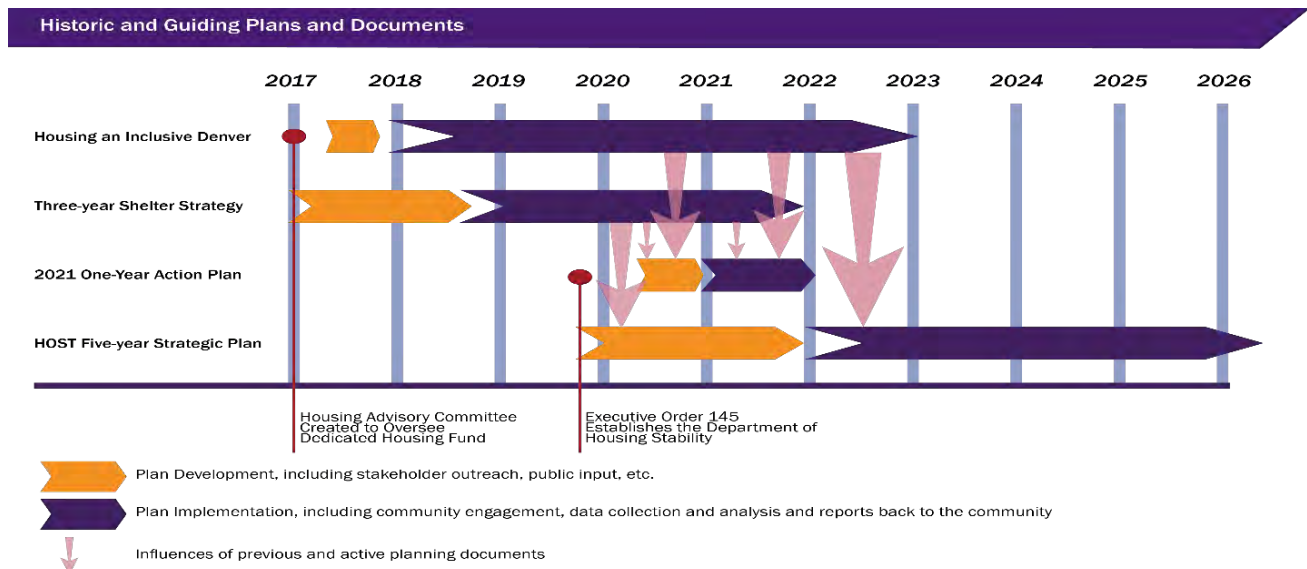 Historic and Guiding Plans and Documents
2017 2018 2019 2020 2021 2022 2023 2024 2025 2026
Housing an Inclusive Denver
Three-year Shelter Strategy
2021 One-Year Action Plan
HOST Five-year Strategic Plan
Housing Advisory Committee
Created to Oversee
Dedicated Housing Fund
Executive Order 145
Establishes the Department of
Housing Stability
Plan Development, including stakeholder outreach, public input, etc.
Plan Implementation, including community engagement, data collection and analysis and reports back to the community
Influences of previous and active planning documents